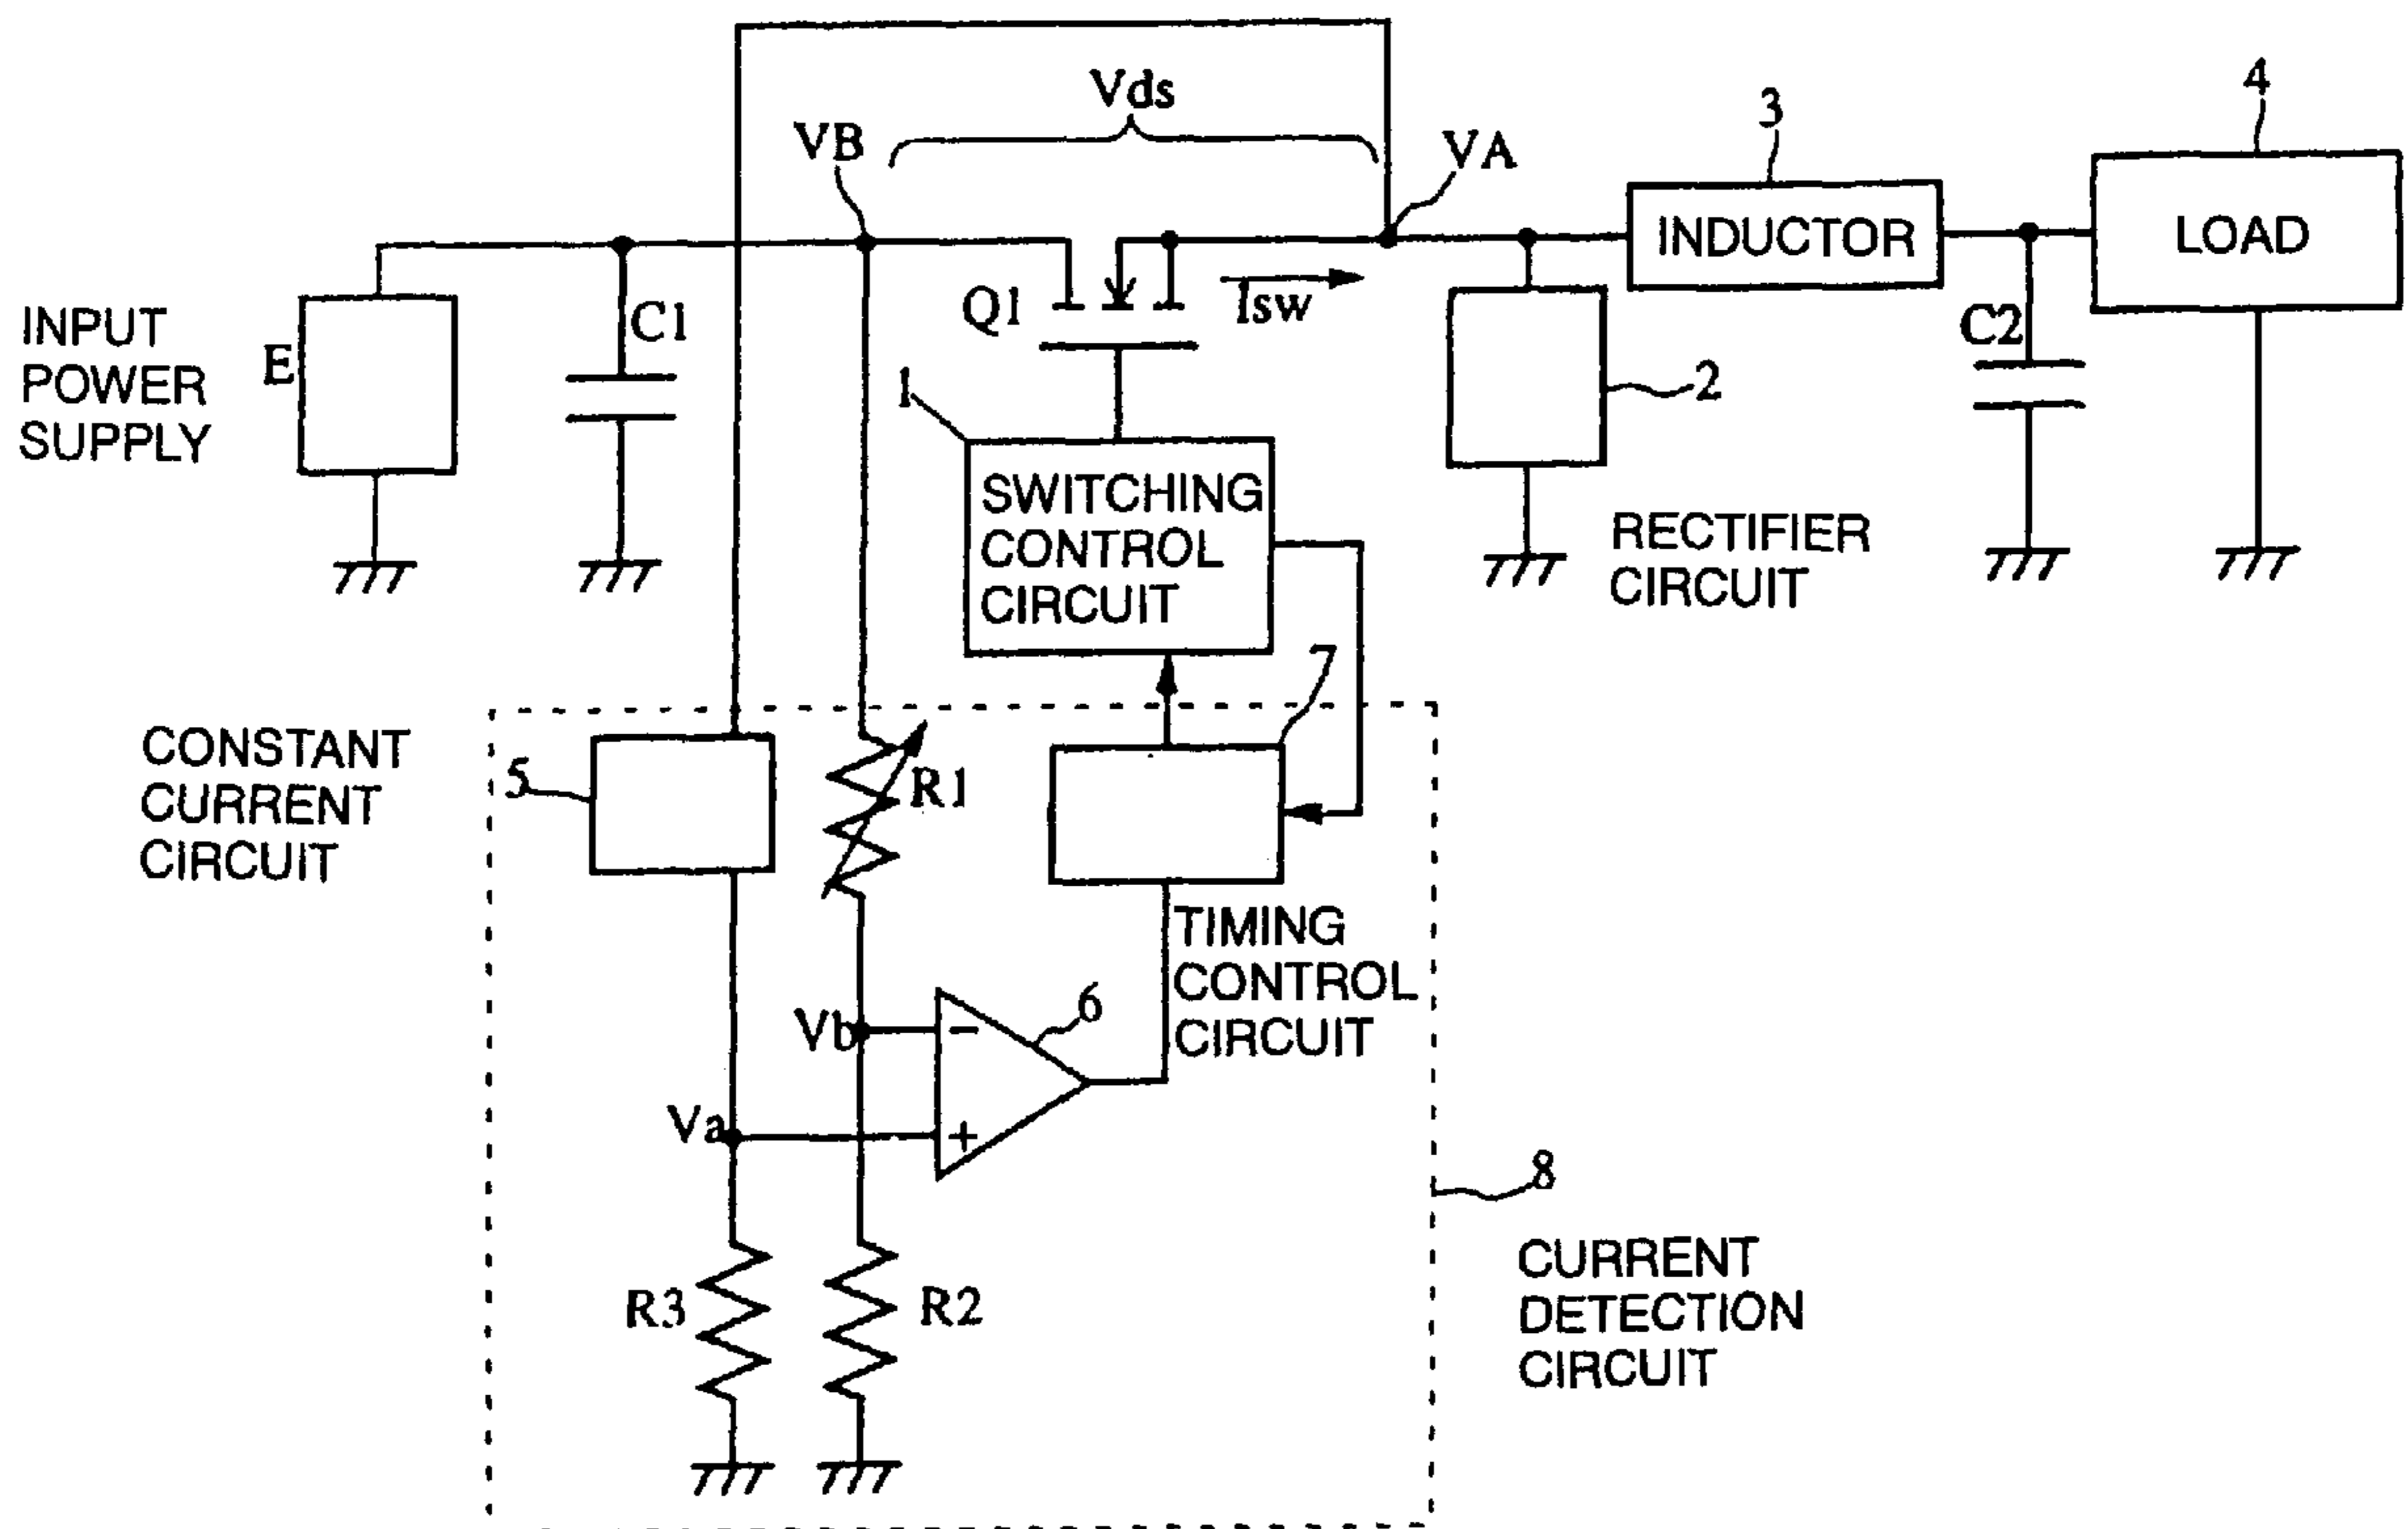 Vds
VB
VA
3
4
INDUCTOR
LOAD
INPUT
POWER
SUPPLY
E
C1
Q1
Isw
C2
2
1
SWITCHING
CONTROL
CIRCUIT
RECTIFIER
CIRCUIT
7
CONSTANT
CURRENT
CIRCUIT
5
R1
TIMING
CONTROL
CIRCUIT
6
Vb
−
Va
+
8
R3
R2
CURRENT
DETECTION
CIRCUIT